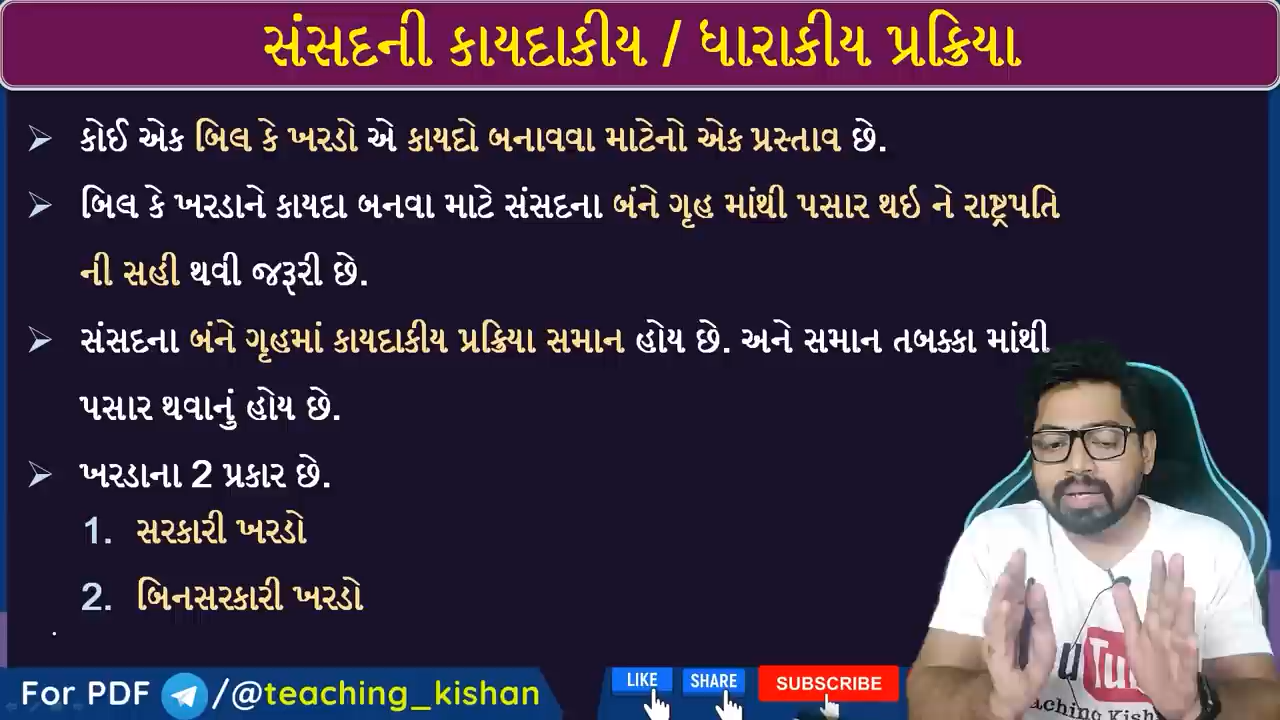 સંસદની કાયદાકીય / ધારાકીય પ્રક્રિયા
કોઈ એક બિલ કે ખરડો એ કાયદો બનાવવા માટેનો એક પ્રસ્તાવ છે.
બિલ કે ખરડાને કાયદા બનવા માટે સંસદના બંને ગૃહ માંથી પસાર થઇ ને રાષ્ટ્રપતિ
ની સહી થવી જરૂરી છે.
સંસદના બંને ગૃહમાં કાયદાકીય પ્રક્રિયા સમાન હોય છે. અને સમાન તબક્કા માંથી
પસાર થવાનું હોય છે.
ખરડાના 2 પ્રકાર છે.
1. સરકારી ખરડો
2. બિનસરકારી ખરડો
For PDF /@teaching_kishan
LIKE SHARE SUBSCRIBE